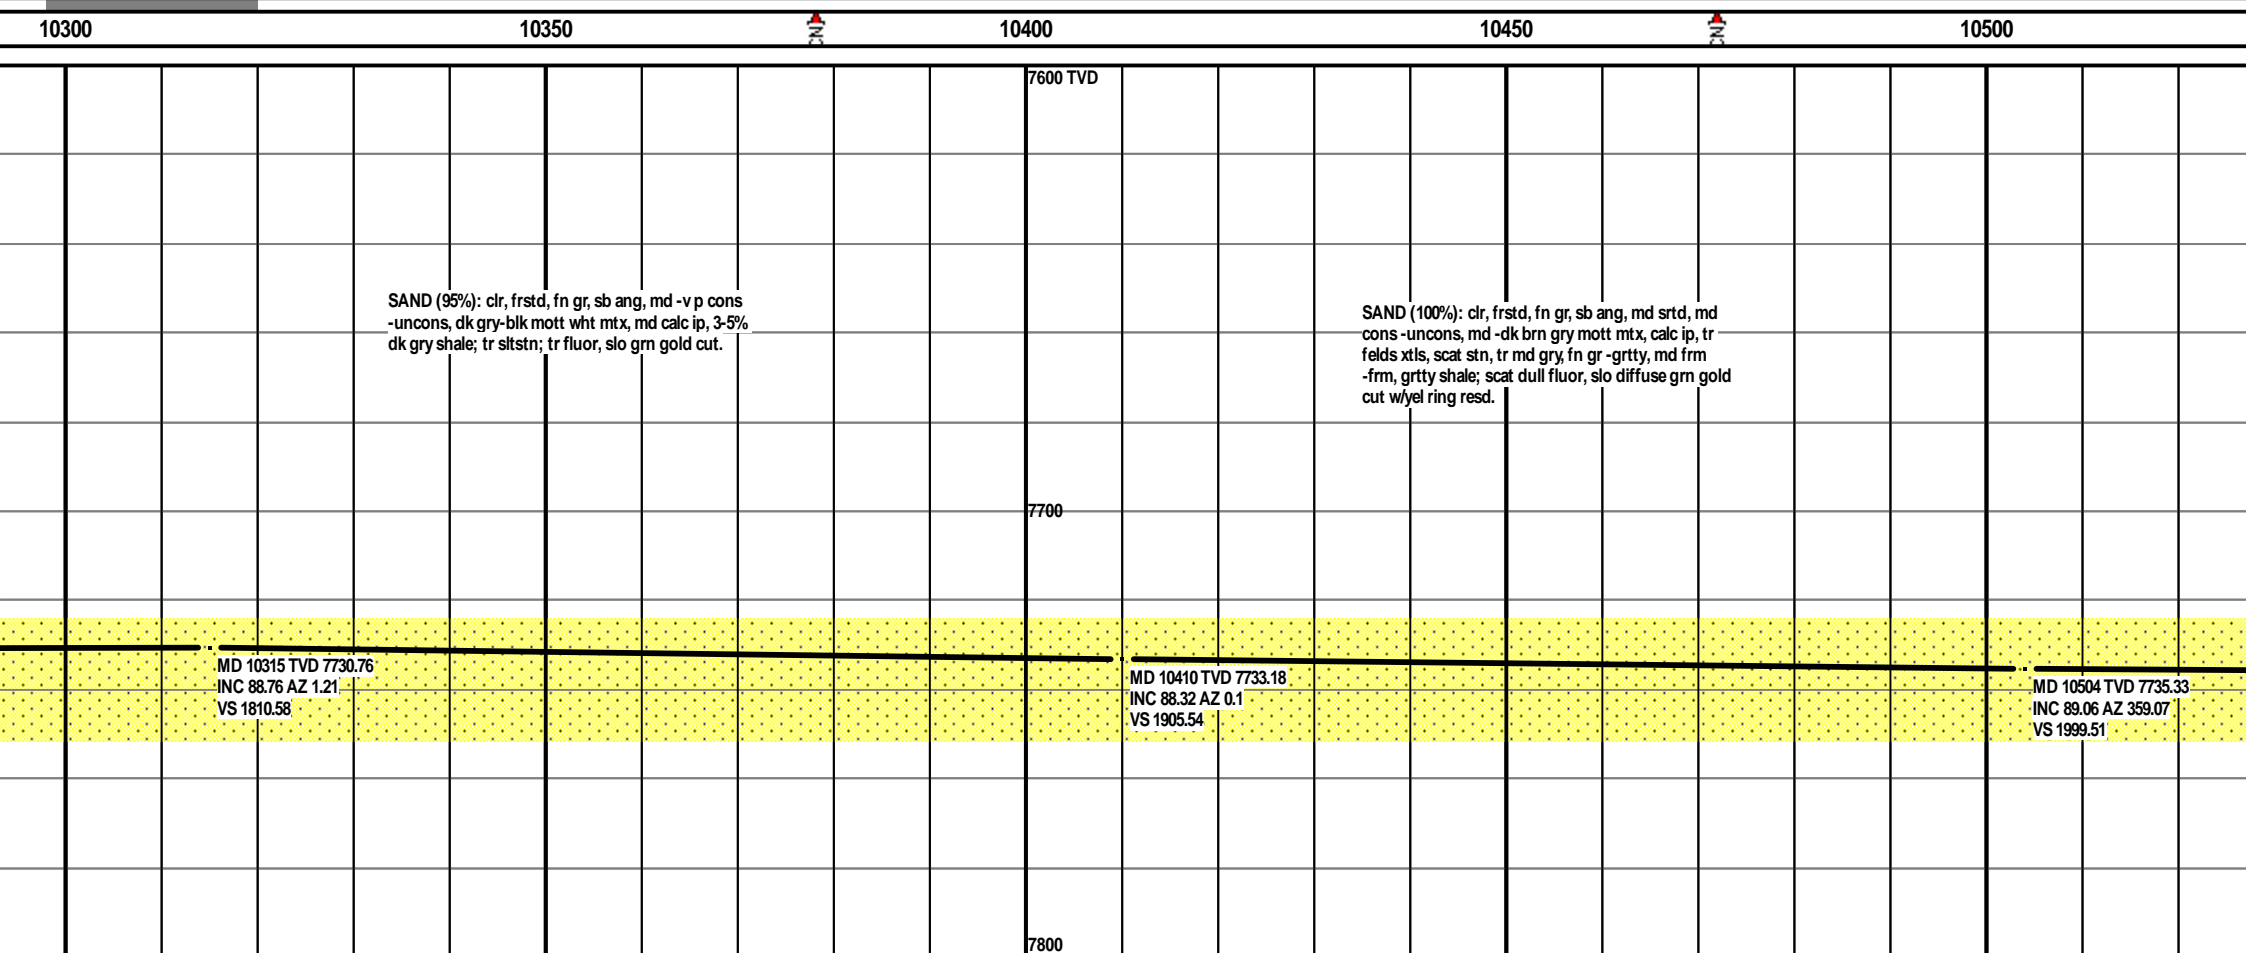 10300 10350 CN 10400 10450 CN 10500
7600 TVD
SAND (95%): clr, frstd, fn gr, sb ang, md -v p cons
-uncons, dk gry-blk mott wht mtx, md calc ip, 3-5%
dk gry shale; tr sltstn; tr fluor, slo grn gold cut.
SAND (100%): clr, frstd, fn gr, sb ang, md srtd, md
cons -uncons, md -dk brn gry mott mtx, calc ip, tr
felds xtls, scat stn, tr md gry, fn gr -grtty, md frm
-frm, grtty shale; scat dull fluor, slo diffuse grn gold
cut w/yel ring resd.
7700
MD 10315 TVD 7730.76
INC 88.76 AZ 1.21
VS 1810.58
MD 10410 TVD 7733.18
INC 88.32 AZ 0.1
VS 1905.54
MD 10504 TVD 7735.33
INC 89.06 AZ 359.07
VS 1999.51
7800